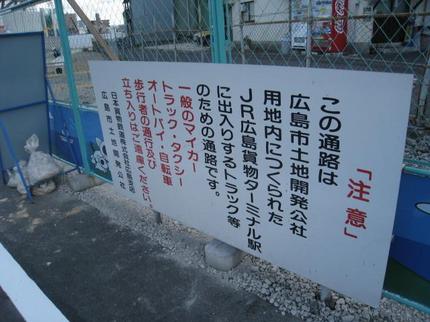 「注意」
この通路は
広島市土地開発公社
用地内につくられた
JR広島貨物ターミナル駅
に出入りするトラック等
のための通路です。
一般のマイカー
トラック・タクシー
オートバイ・自転車
歩行者の通行及び
立ち入りはご遠慮ください。
日本貨物鉄道株式会社広島支店
広島市土地開発公社